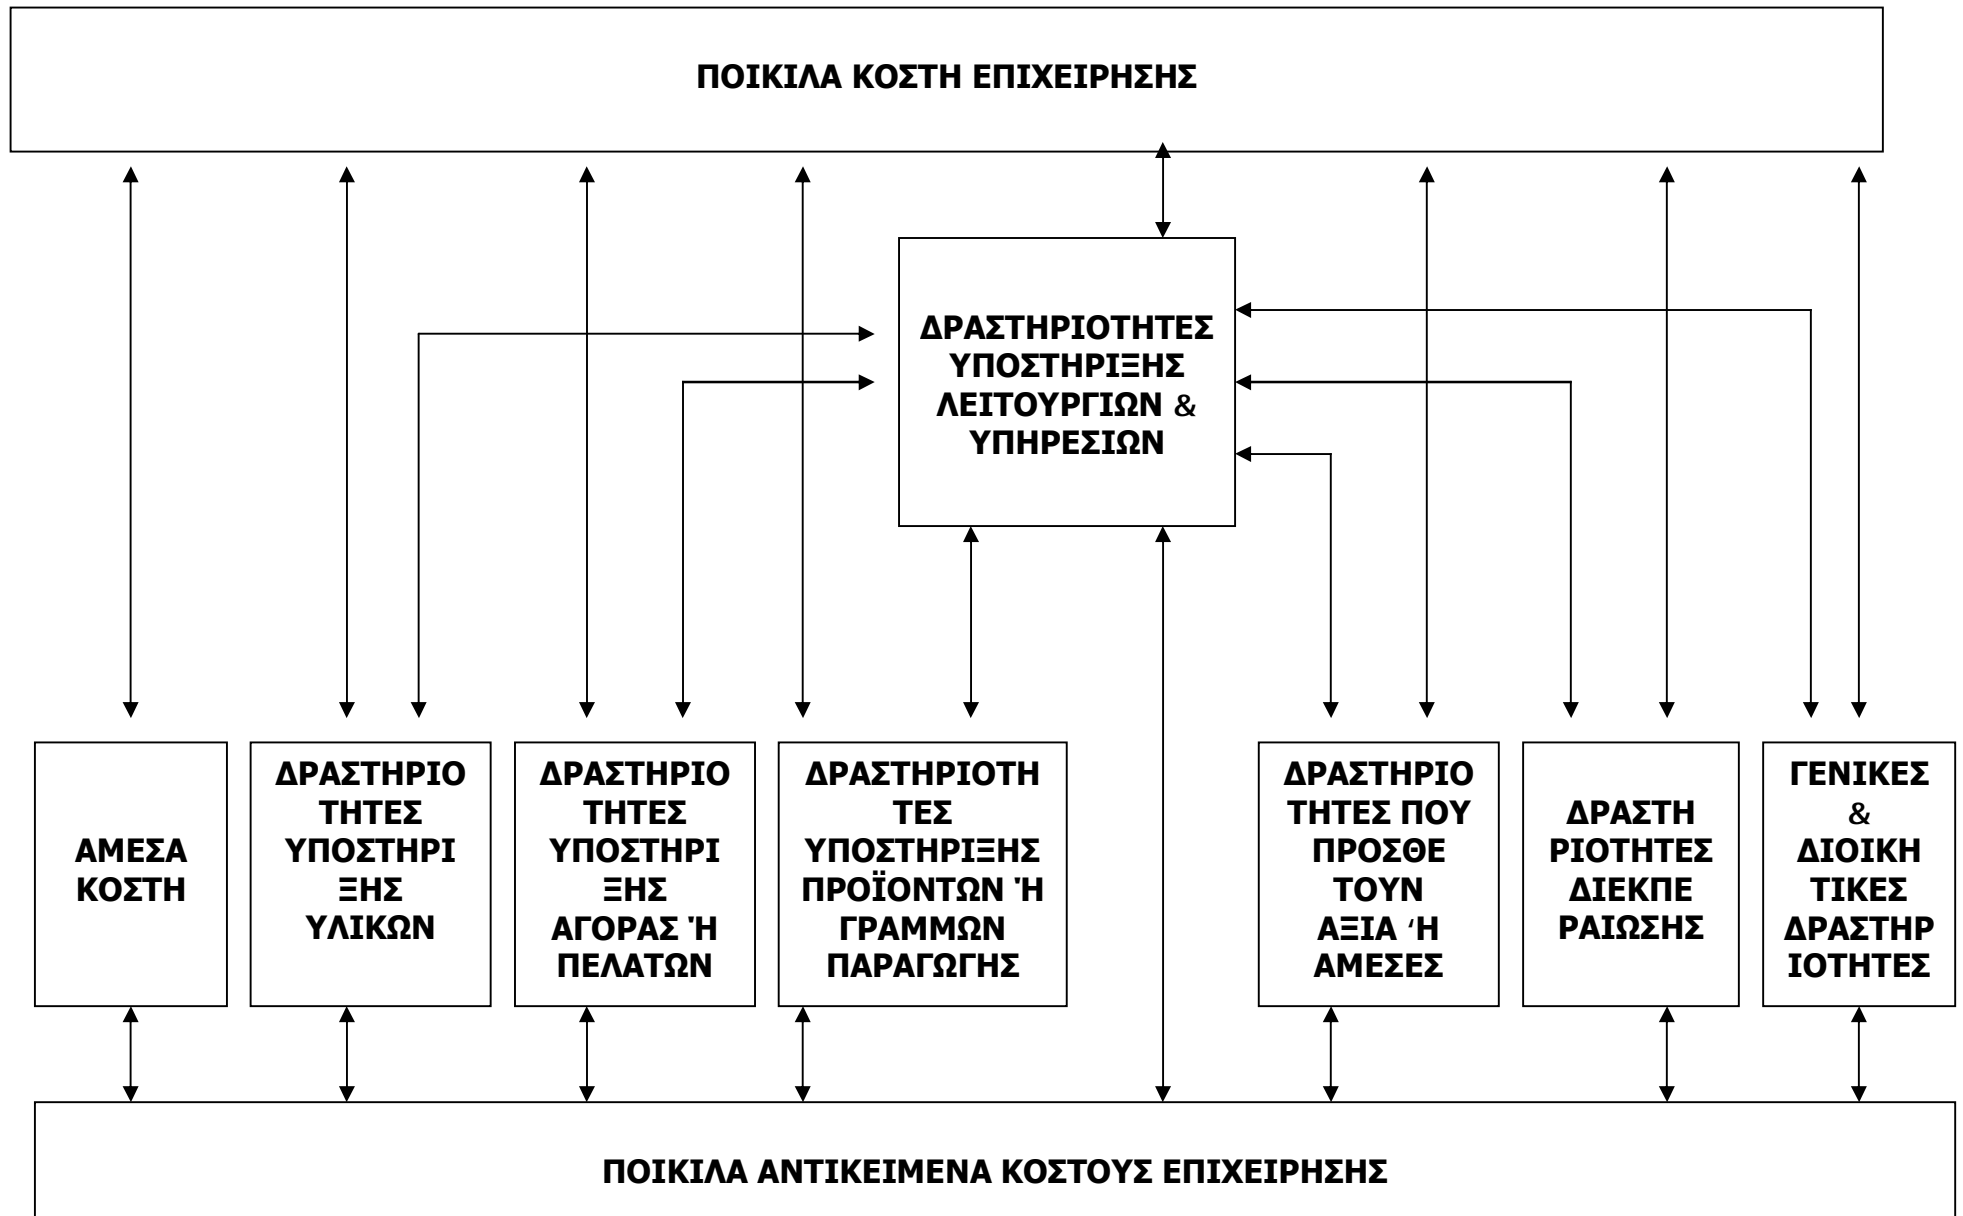 ΠΟΙΚΙΛΑ ΚΟΣΤΗ ΕΠΙΧΕΙΡΗΣΗΣ
ΔΡΑΣΤΗΡΙΟΤΗΤΕΣ
ΥΠΟΣΤΗΡΙΞΗΣ
ΛΕΙΤΟΥΡΓΙΩΝ &
ΥΠΗΡΕΣΙΩΝ
ΑΜΕΣΑ
ΚΟΣΤΗ
ΔΡΑΣΤΗΡΙΟ
ΤΗΤΕΣ
ΥΠΟΣΤΗΡΙ
ΞΗΣ
ΥΛΙΚΩΝ
ΔΡΑΣΤΗΡΙΟ
ΤΗΤΕΣ
ΥΠΟΣΤΗΡΙ
ΞΗΣ
ΑΓΟΡΑΣ Ή
ΠΕΛΑΤΩΝ
ΔΡΑΣΤΗΡΙΟΤΗ
ΤΕΣ
ΥΠΟΣΤΗΡΙΞΗΣ
ΠΡΟΪΟΝΤΩΝ Ή
ΓΡΑΜΜΩΝ
ΠΑΡΑΓΩΓΗΣ
ΔΡΑΣΤΗΡΙΟ
ΤΗΤΕΣ ΠΟΥ
ΠΡΟΣΘΕ
ΤΟΥΝ
ΑΞΙΑ ‘Η
ΑΜΕΣΕΣ
ΔΡΑΣΤΗ
ΡΙΟΤΗΤΕΣ
ΔΙΕΚΠΕ
ΡΑΙΩΣΗΣ
ΓΕΝΙΚΕΣ
&
ΔΙΟΙΚΗ
ΤΙΚΕΣ
ΔΡΑΣΤΗΡ
ΙΟΤΗΤΕΣ
ΠΟΙΚΙΛΑ ΑΝΤΙΚΕΙΜΕΝΑ ΚΟΣΤΟΥΣ ΕΠΙΧΕΙΡΗΣΗΣ